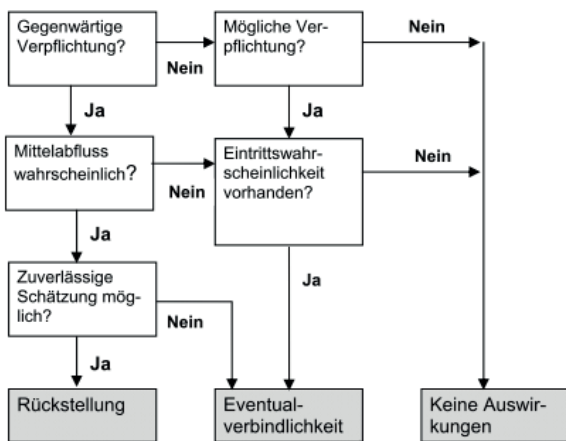 Gegenwärtige
Verpflichtung?
Nein
Mögliche Ver-
pflichtung?
Nein
Ja
Ja
Mittelabfluss
wahrscheinlich?
Nein
Eintrittswahr-
scheinlichkeit
vorhanden?
Nein
Ja
Ja
Zuverlässige
Schätzung mög-
lich?
Nein
Ja
Rückstellung
Eventual-
verbindlichkeit
Keine Auswir-
kungen